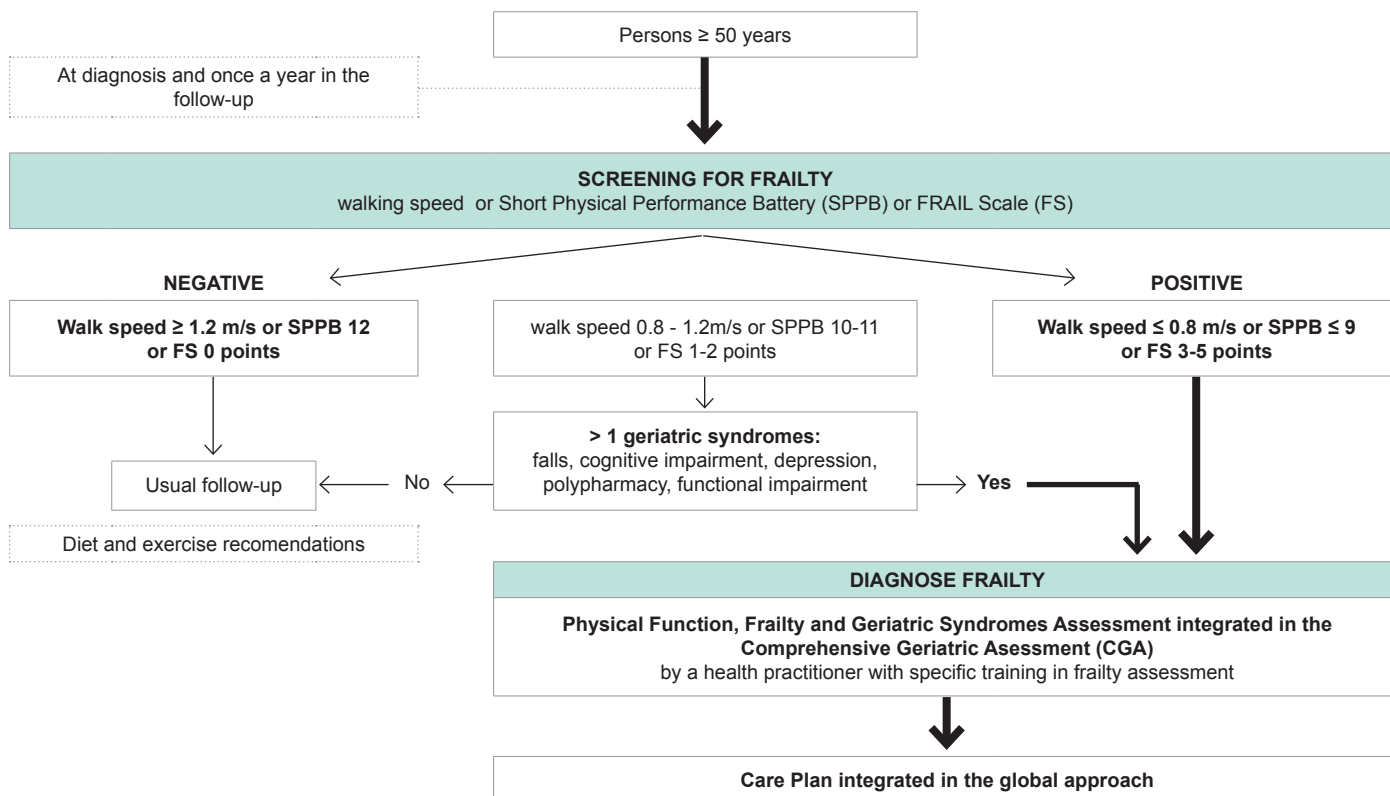 Persons ≥ 50 years
At diagnosis and once a year in the
follow-up
SCREENING FOR FRAILTY
walking speed or Short Physical Performance Battery (SPPB) or FRAIL Scale (FS)
NEGATIVE
POSITIVE
Walk speed ≥ 1.2 m/s or SPPB 12
or FS 0 points
walk speed 0.8 - 1.2m/s or SPPB 10-11
or FS 1-2 points
Walk speed ≤ 0.8 m/s or SPPB ≤ 9
or FS 3-5 points
> 1 geriatric syndromes:
falls, cognitive impairment, depression,
polypharmacy, functional impairment
Usual follow-up
No
Yes
Diet and exercise recomendations
DIAGNOSE FRAILTY
Physical Function, Frailty and Geriatric Syndromes Assessment integrated in the
Comprehensive Geriatric Asessment (CGA)
by a health practitioner with specific training in frailty assessment
Care Plan integrated in the global approach